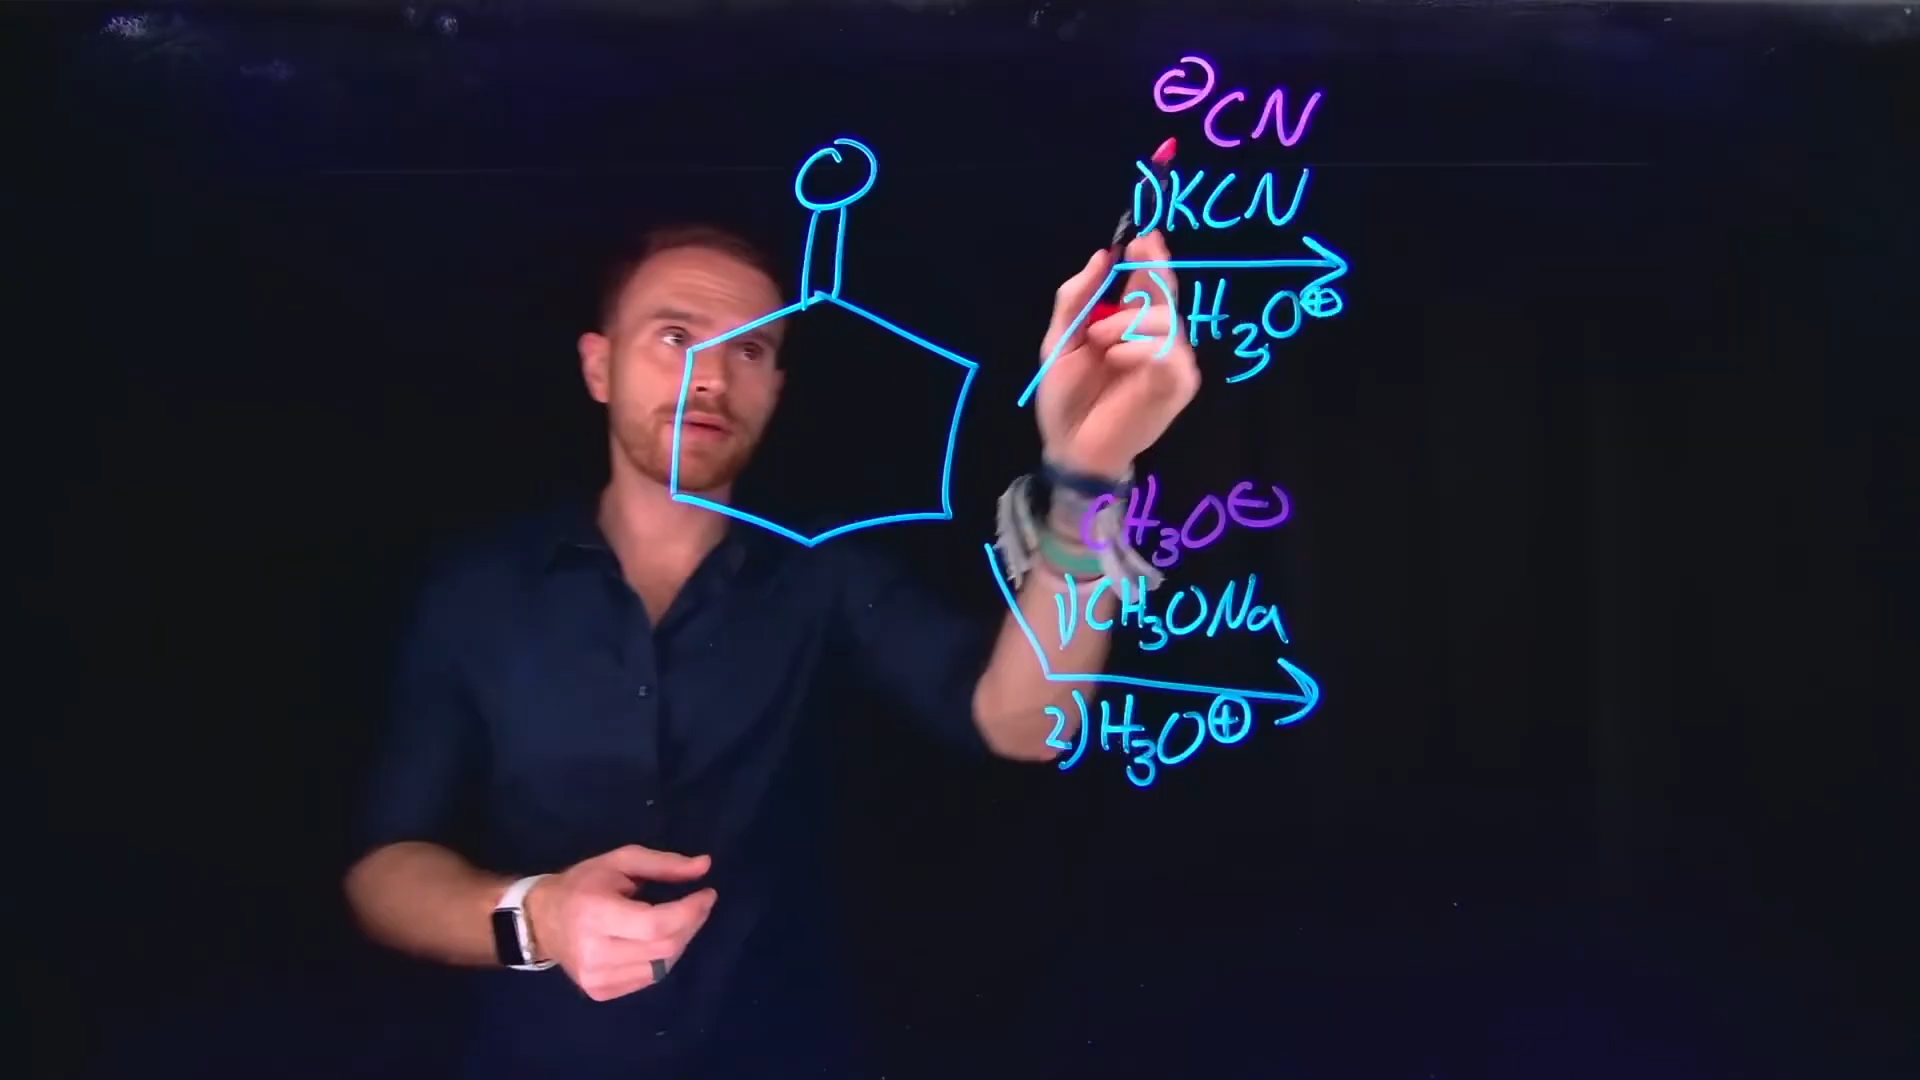 ⊖CN
O
1)KCN
2)H₃O⊕
CH₃O⊖
1)CH₃ONa
2)H₃O⊕